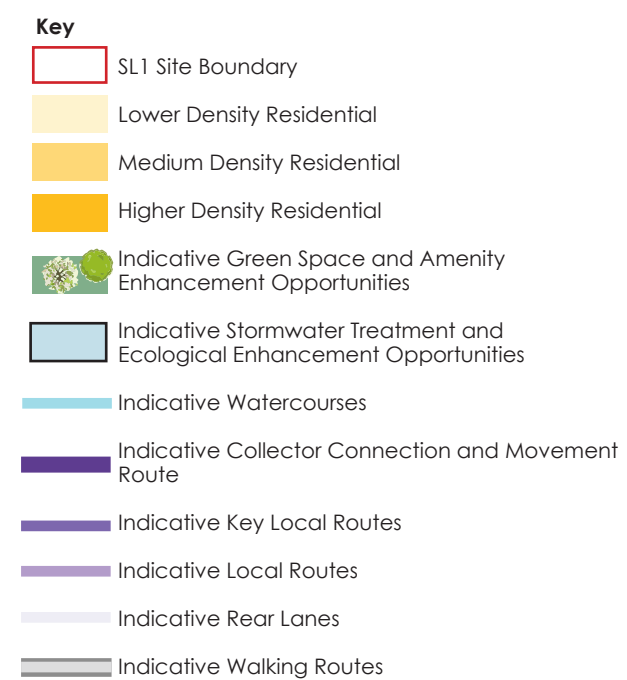 Key
SL1 Site Boundary
Lower Density Residential
Medium Density Residential
Higher Density Residential
Indicative Green Space and Amenity
Enhancement Opportunities
Indicative Stormwater Treatment and
Ecological Enhancement Opportunities
Indicative Watercourses
Indicative Collector Connection and Movement
Route
Indicative Key Local Routes
Indicative Local Routes
Indicative Rear Lanes
Indicative Walking Routes